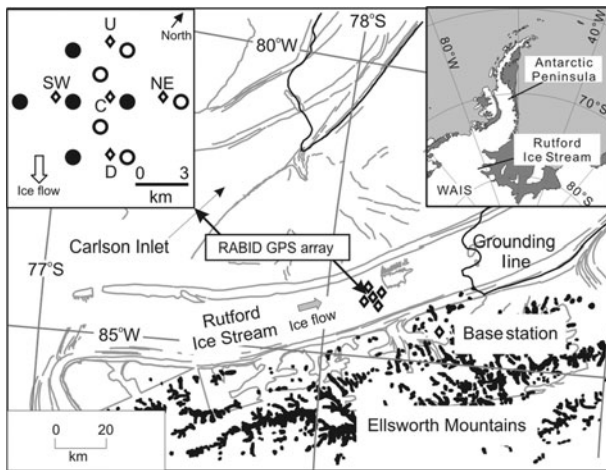 U
North
SW
NE
C
D
Ice flow
0 3
km
80°W
78°S
80°W
40°W
Antarctic
Peninsula
70°S
Rutford
Ice Stream
WAIS
80°S
Carlson Inlet
RABID GPS array
77°S
Grounding
line
85°W
Rutford
Ice Stream
Ice flow
Base station
0 20
km
Ellsworth Mountains